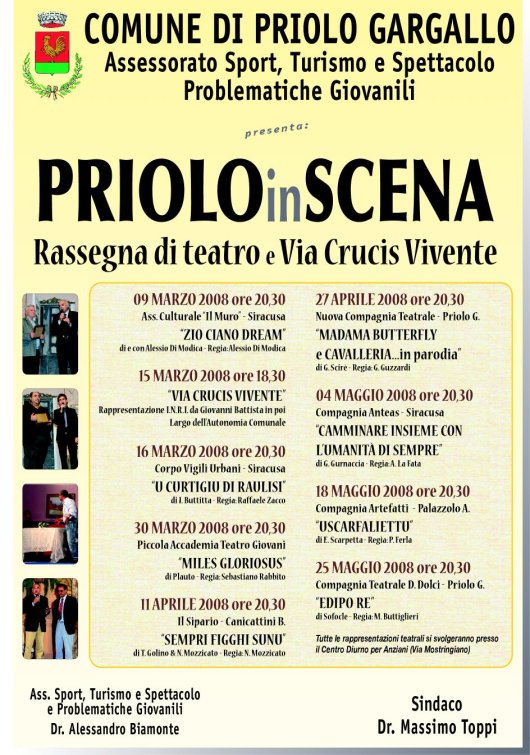 COMUNE DI PRIOLO GARGALLO
Assessorato Sport, Turismo e Spettacolo
Problematiche Giovanili
presenta:
PRIOLOinSCENA
Rassegna di teatro e Via Crucis Vivente
09 MARZO 2008 ore 20,30
Ass. Culturale "Il Muro" - Siracusa
"ZIO CIANO DREAM"
di e con Alessio Di Modica - Regia: Alessio Di Modica
15 MARZO 2008 ore 18,30
"VIA CRUCIS VIVENTE"
Rappresentazione I.N.R.I. da Giovanni Battista in poi
Largo dell'Autonomia Comunale
16 MARZO 2008 ore 20,30
Corpo Vigili Urbani - Siracusa
"U CURTIGIU DI RAULISI"
di I. Buttitta - Regia: Raffaele Zacco
30 MARZO 2008 ore 20,30
Piccola Accademia Teatro Giovani
"MILES GLORIOSUS"
di Plauto - Regia: Sebastiano Rabbito
11 APRILE 2008 ore 20,30
Il Sipario - Canicattini B.
"SEMPRI FIGGHI SUNU"
di T. Golino & N. Mozzicato - Regia: N. Mozzicato
27 APRILE 2008 ore 20,30
Nuova Compagnia Teatrale - Priolo G.
"MADAMA BUTTERFLY
e CAVALLERIA...in parodia"
di G. Scirè - Regia: G. Guzzardi
04 MAGGIO 2008 ore 20,30
Compagnia Anteas - Siracusa
"CAMMINARE INSIEME CON
L'UMANITÀ DI SEMPRE"
di G. Gurnaccia - Regia: A. La Fata
18 MAGGIO 2008 ore 20,30
Compagnia Artefatti - Palazzolo A.
"USCARFALIETTU"
di E. Scarpetta - Regia: P. Ferla
25 MAGGIO 2008 ore 20,30
Compagnia Teatrale D. Dolci - Priolo G.
"EDIPO RE"
di Sofocle - Regia: M. Buttiglieri
Tutte le rappresentazioni teatrali si svolgeranno presso
il Centro Diurno per Anziani (Via Mostringiano)
Ass. Sport, Turismo e Spettacolo
e Problematiche Giovanili
Dr. Alessandro Biamonte
Sindaco
Dr. Massimo Toppi